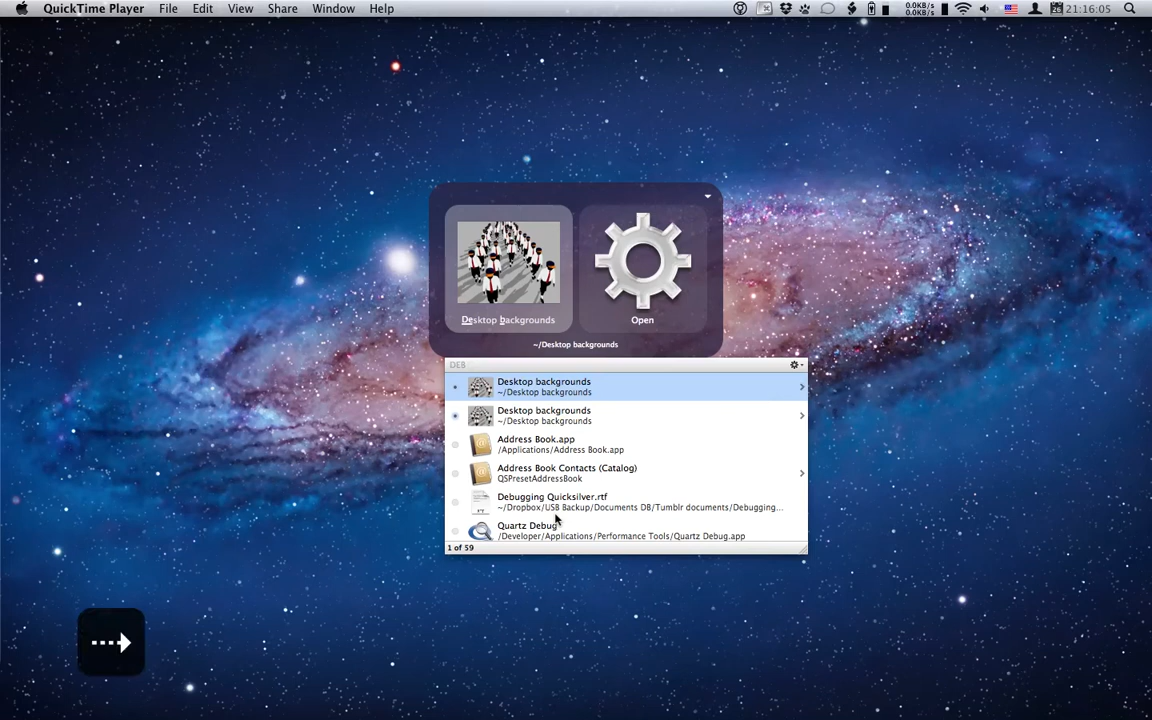 QuickTime Player File Edit View Share Window Help
0.0KB/s
0.0KB/s
26
21:16:05
Desktop backgrounds
Open
~/Desktop backgrounds
DEB
Desktop backgrounds
~/Desktop backgrounds
Desktop backgrounds
~/Desktop backgrounds
Address Book.app
/Applications/Address Book.app
Address Book Contacts (Catalog)
QSPresetAddressBook
Debugging Quicksilver.rtf
~/Dropbox/USB Backup/Documents DB/Tumblr documents/Debugging...
Quartz Debug
/Developer/Applications/Performance Tools/Quartz Debug.app
1 of 59